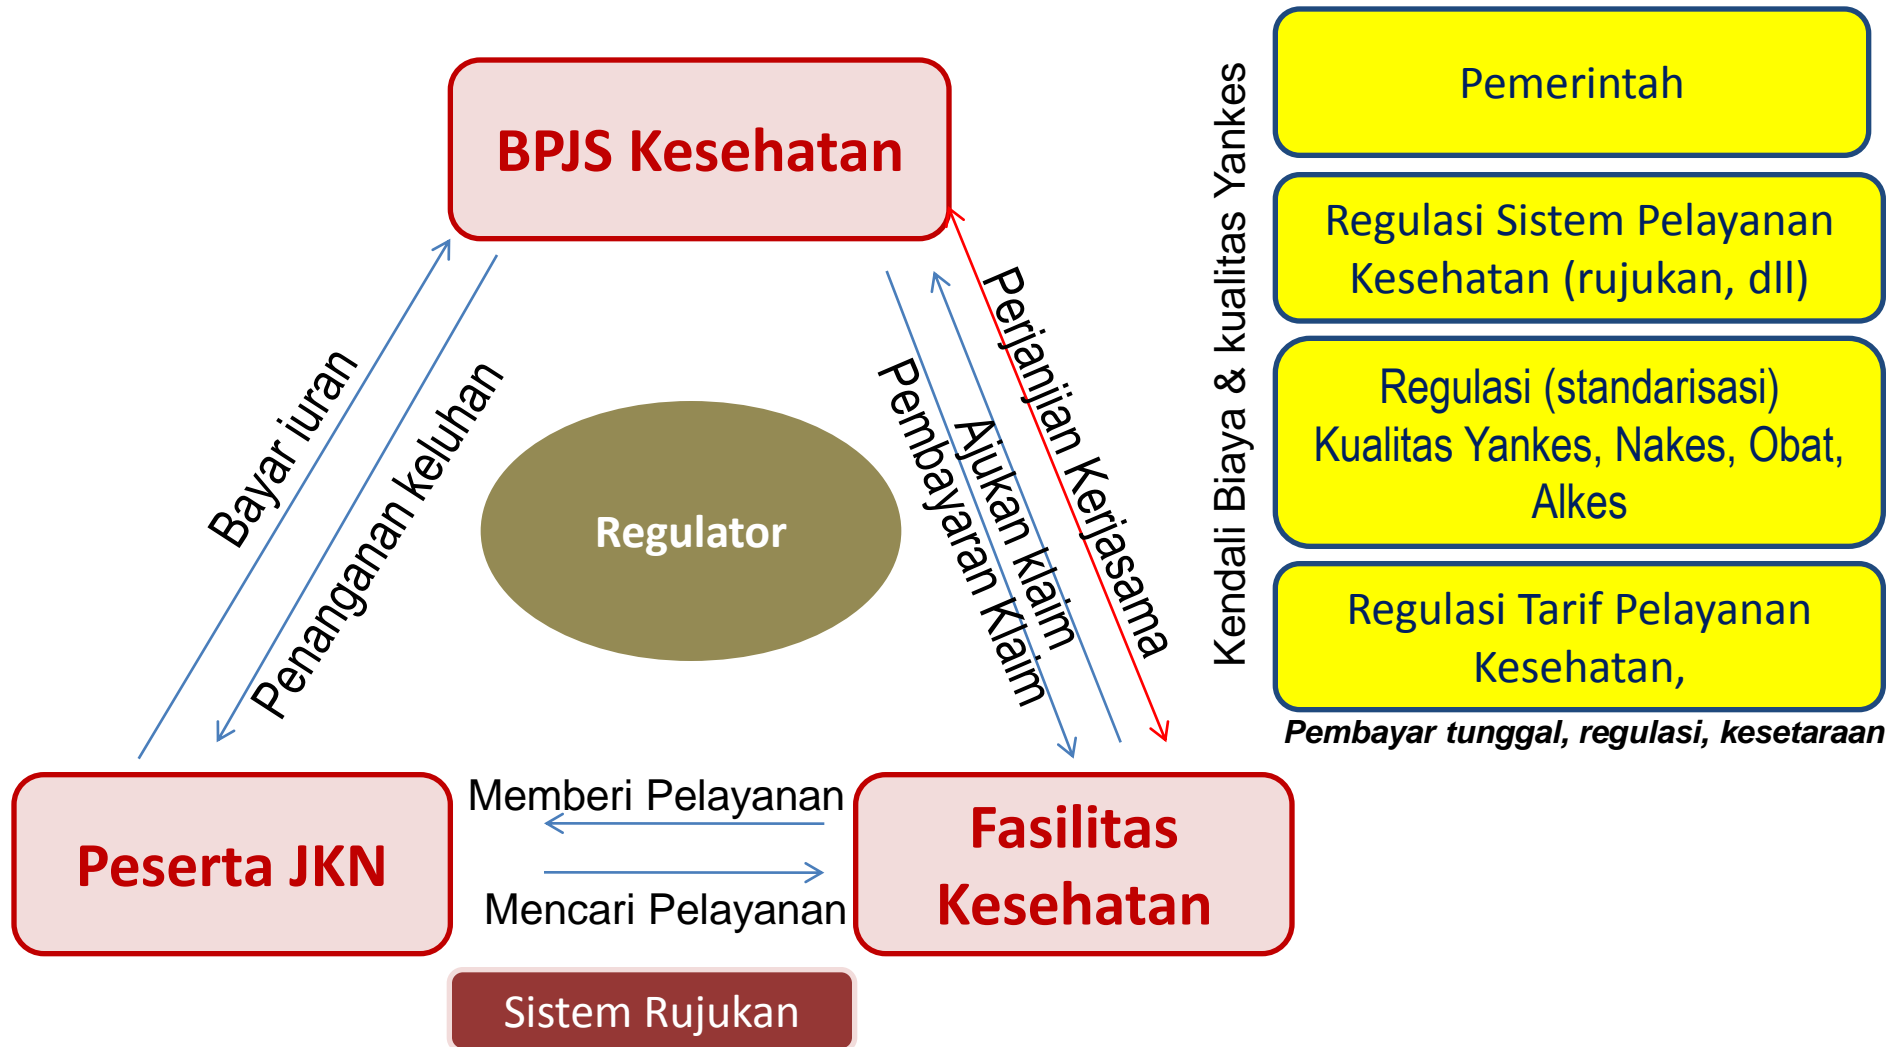 BPJS Kesehatan
Bayar iuran
Penanganan keluhan
Regulator
Pembayaran Klaim
Ajukan klaim
Perjanjian Kerjasama
Peserta JKN
Memberi Pelayanan
Mencari Pelayanan
Fasilitas
Kesehatan
Sistem Rujukan
Kendali Biaya & kualitas Yankes
Pemerintah
Regulasi Sistem Pelayanan
Kesehatan (rujukan, dll)
Regulasi (standarisasi)
Kualitas Yankes, Nakes, Obat,
Alkes
Regulasi Tarif Pelayanan
Kesehatan,
Pembayar tunggal, regulasi, kesetaraan